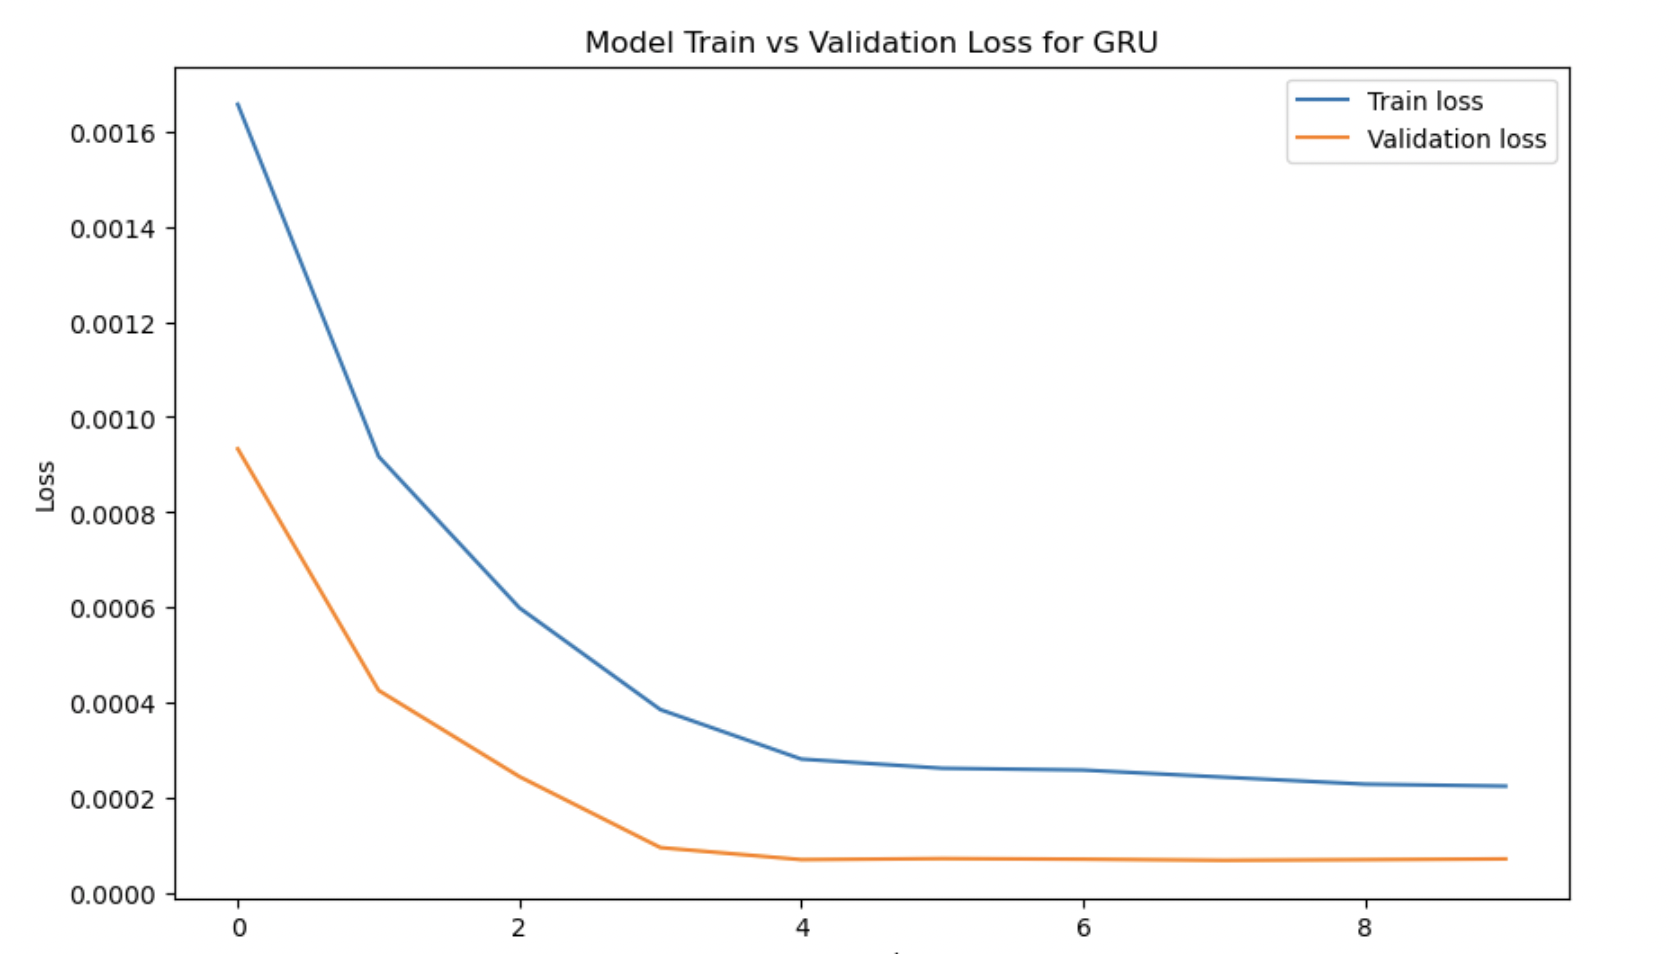 Model Train vs Validation Loss for GRU
Train loss
Validation loss
0.0016
0.0014
0.0012
0.0010
0.0008
0.0006
0.0004
0.0002
0.0000
Loss
0 2 4 6 8